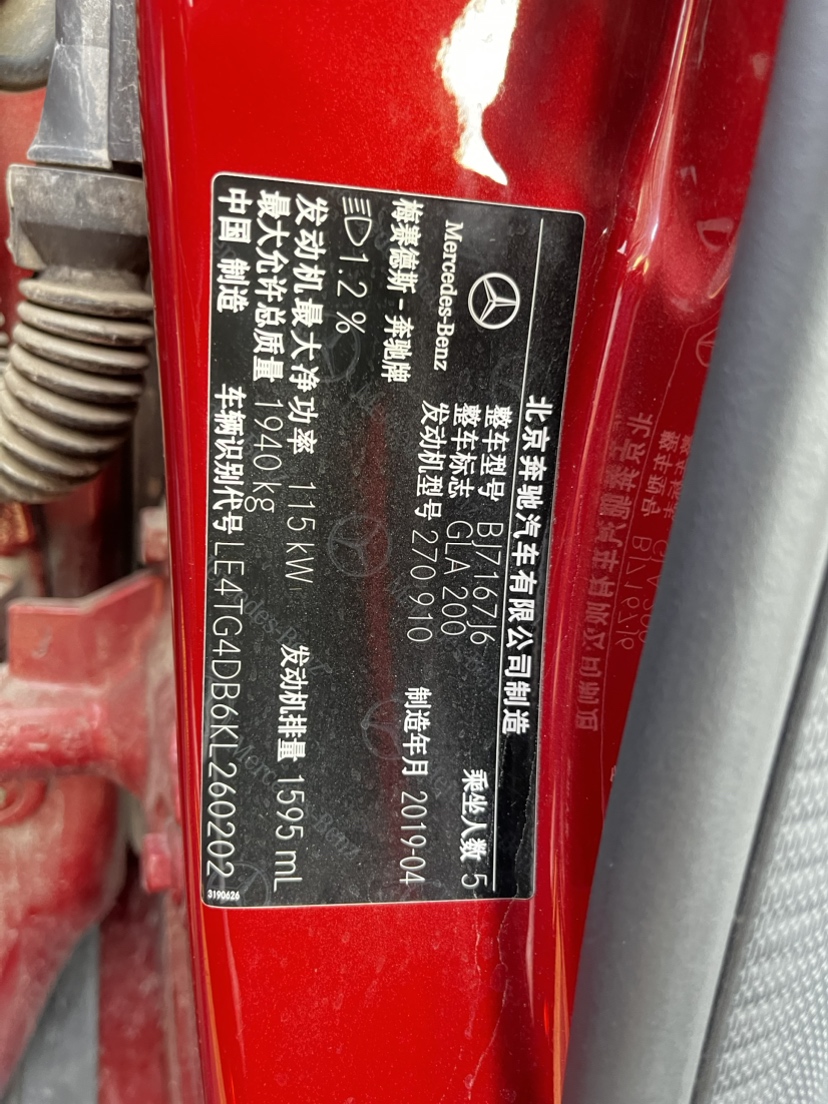 北京奔驰汽车有限公司制造
Mercedes-Benz
梅赛德斯-奔驰牌
整车型号 BJ7167J6
整车标志 GLA 200
乘坐人数 5
发动机型号 270 910
制造年月 2019-04
1.2%
发动机最大净功率 115kW
发动机排量 1595 mL
最大允许总质量 1940 kg
中国 制造
车辆识别代号 LE4TG4DB6KL260202
3190626